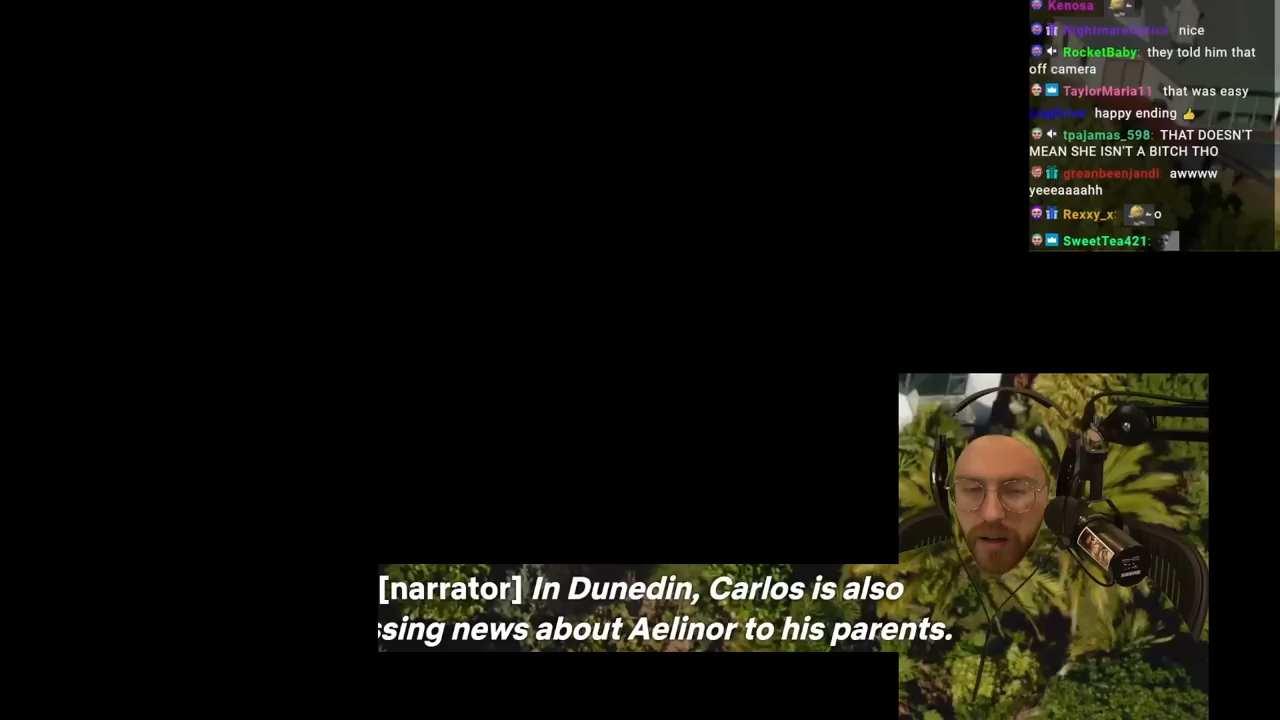 Kenosa
nice
RocketBaby: they told him that
off camera
TaylorMaria11 that was easy
happy ending 👍
tpajamas_598: THAT DOESN'T
MEAN SHE ISN'T A BITCH THO
greanbeenjandi awwww
yeeeaaaahh
Rexxy_x: o
SweetTea421:
[narrator] In Dunedin, Carlos is also
ssing news about Aelinor to his parents.